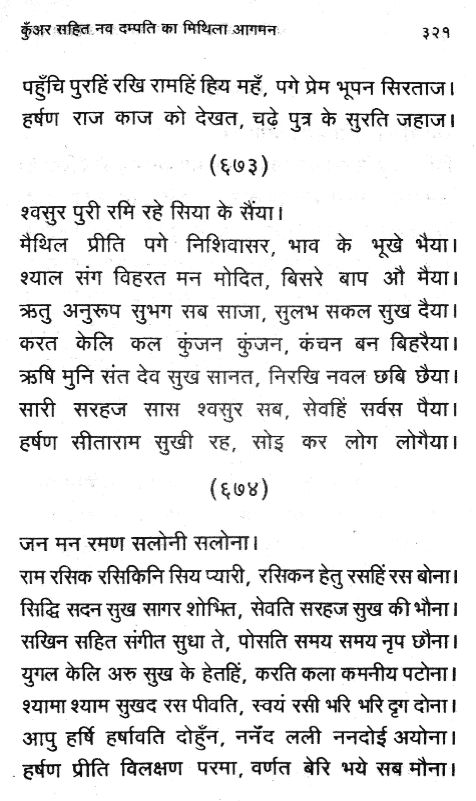 कुँअर सहित नव दम्पति का मिथिला आगमन ३२१
पहुँचि पुरहिं रखि रामहिं हिय महँ, पगे प्रेम भूपन सिरताज।
हर्षण राज काज को देखत, चढ़े पुत्र के सुरति जहाज।
(६७३)
श्वसुर पुरी रमि रहे सिया के सैंया।
मैथिल प्रीति पगे निशिवासर, भाव के भूखे भैया।
श्याल संग विहरत मन मोदित, बिसरे बाप औ मैया।
ऋतु अनुरूप सुभग सब साजा, सुलभ सकल सुख दैया।
करत केलि कल कुंजन कुंजन, कंचन बन बिहरैया।
ऋषि मुनि संत देव सुख सानत, निरखि नवल छबि छैया।
सारी सरहज सास श्वसुर सब, सेवहिं सर्वस पैया।
हर्षण सीताराम सुखी रह, सोइ कर लोग लोगैया।
(६७४)
जन मन रमण सलोनी सलोना।
राम रसिक रसिकिनि सिय प्यारी, रसिकन हेतु रसहिं रस बोना।
सिद्धि सदन सुख सागर शोभित, सेवति सरहज सुख की भौना।
सखिन सहित संगीत सुधा ते, पोसति समय समय नृप छौना।
युगल केलि अरु सुख के हेतहिं, करति कला कमनीय पटोना।
श्यामा श्याम सुखद रस पीवति, स्वयं रसी भरि भरि दृग दोना।
आपु हर्षि हर्षावति दोहुँन, ननँद लली ननदोई अयोना।
हर्षण प्रीति विलक्षण परमा, वर्णत बेरि भये सब मौना।